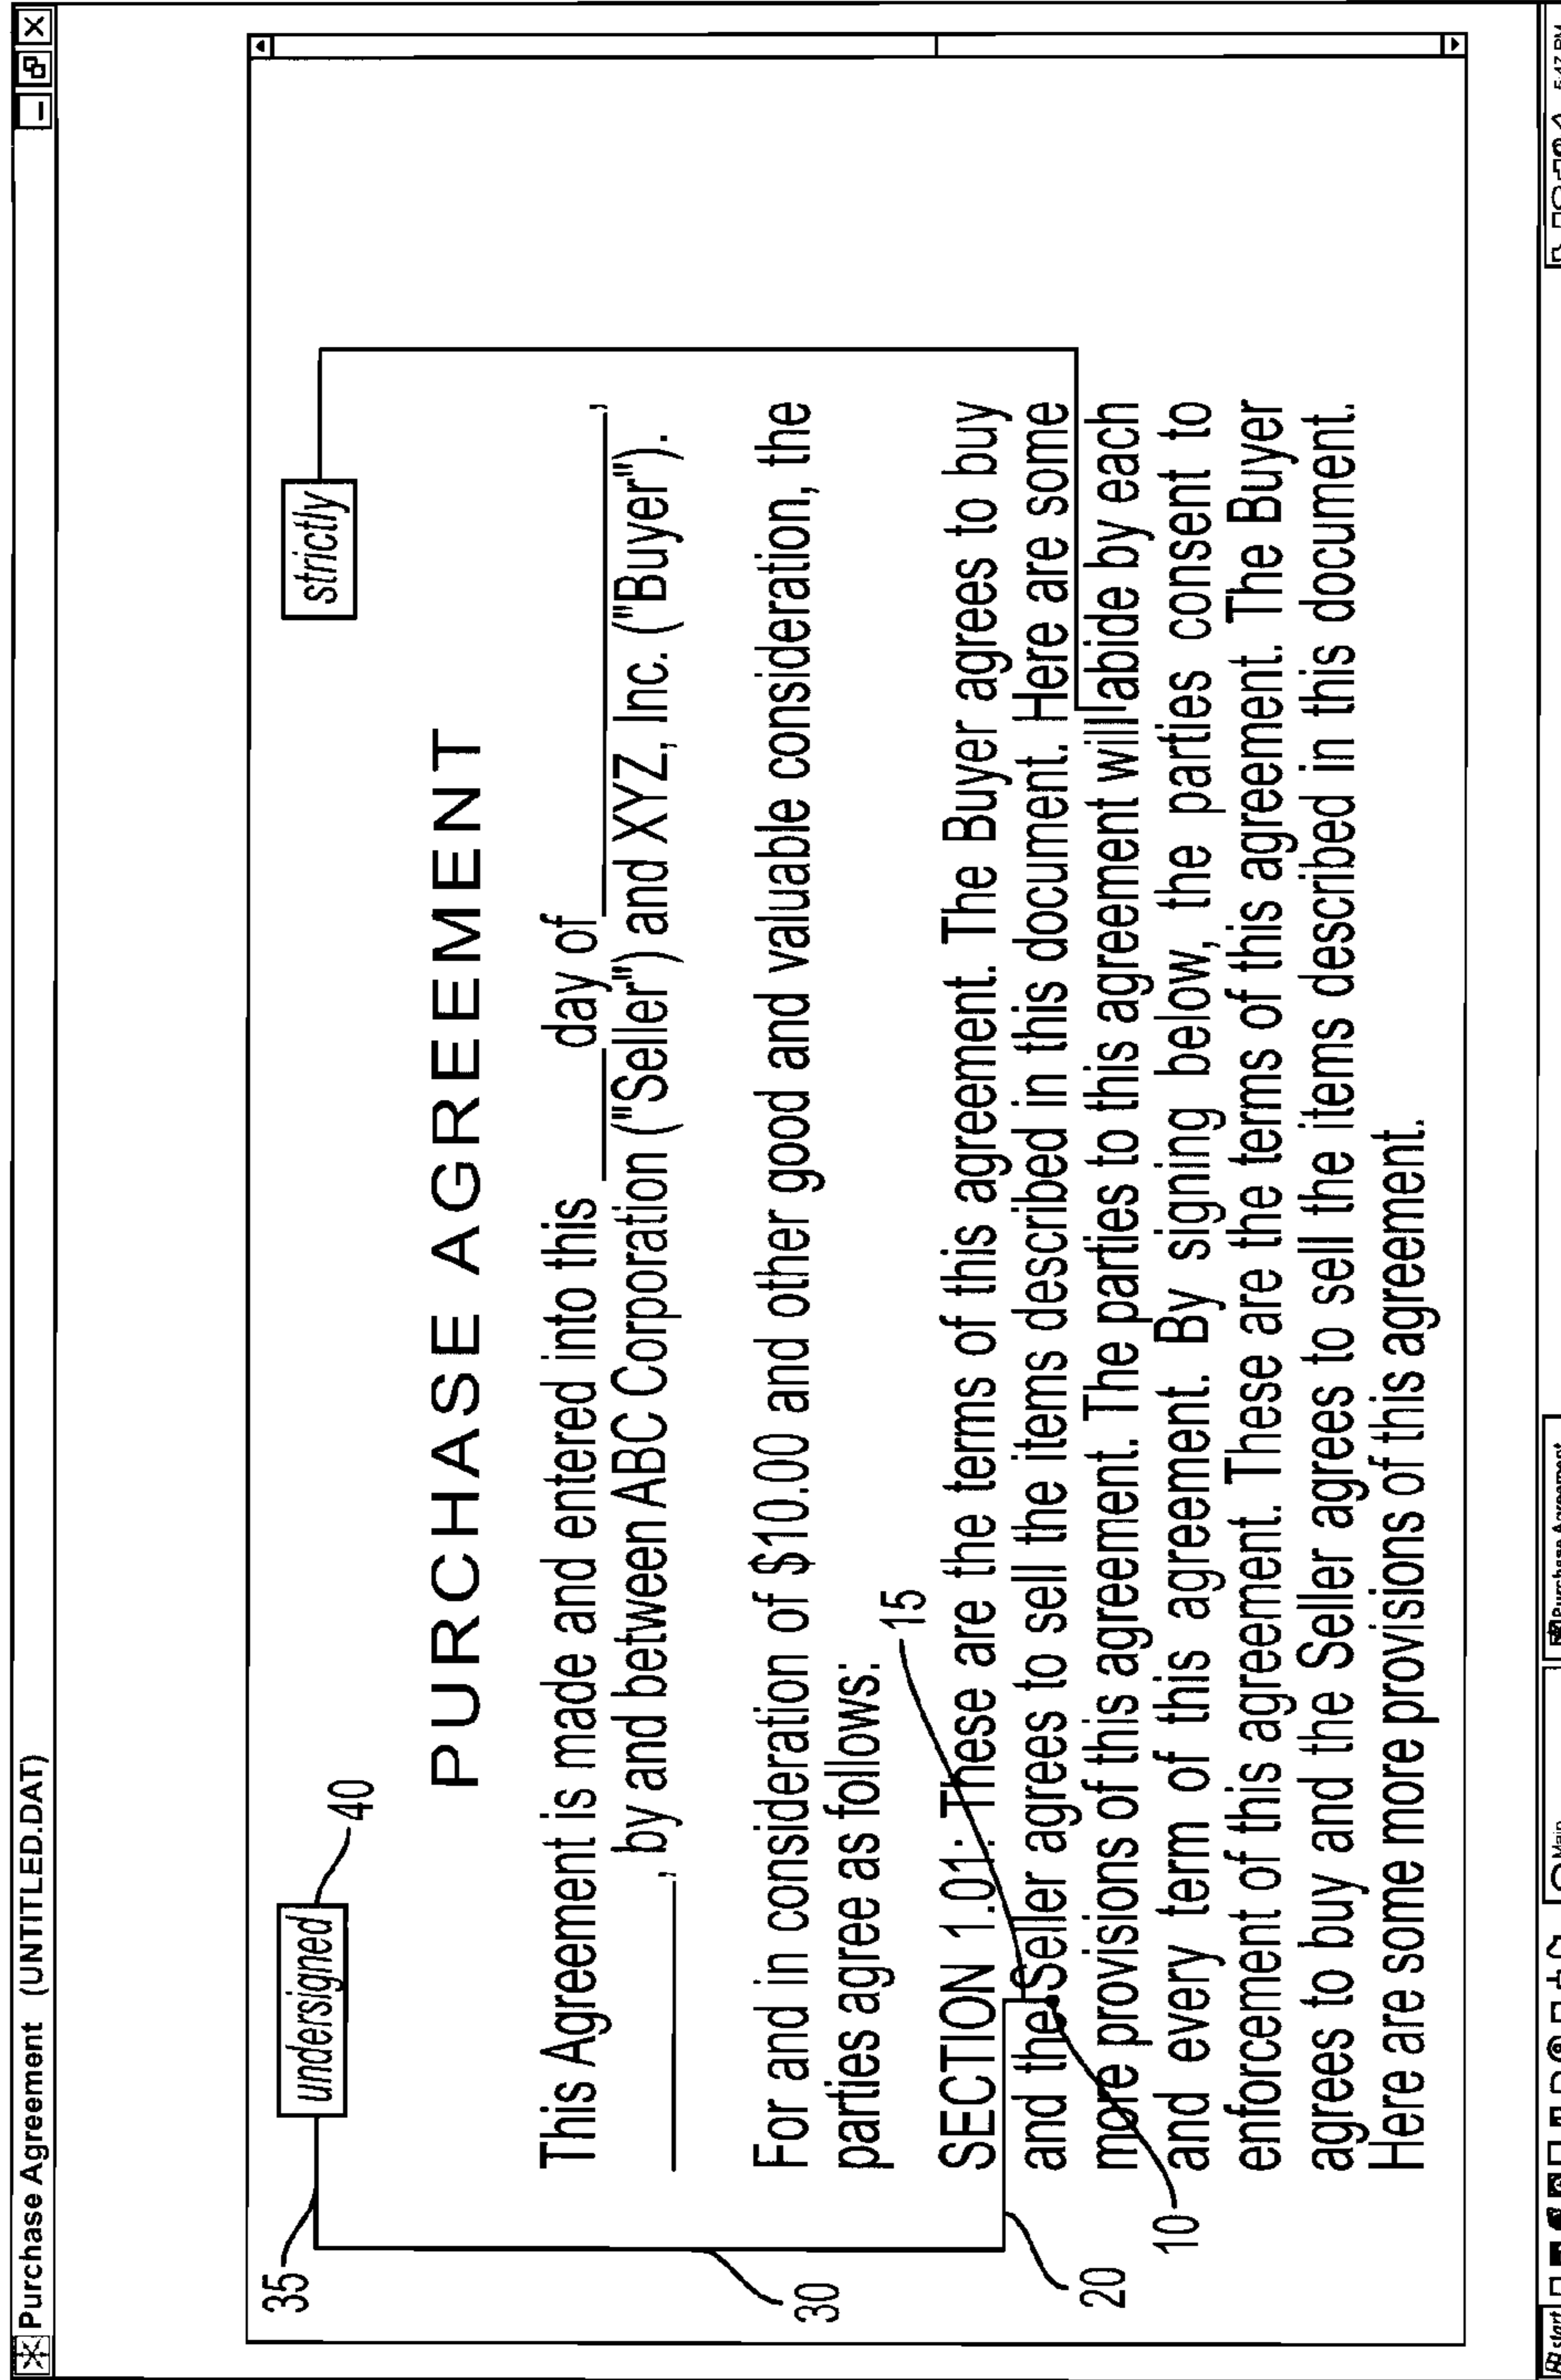 Purchase Agreement (UNTITLED.DAT)
35
undersigned
40
strictly
PURCHASE AGREEMENT
This Agreement is made and entered into this ____ day of ________________,
__________, by and between ABC Corporation ("Seller") and XYZ, Inc. ("Buyer").
For and in consideration of $10.00 and other good and valuable consideration, the
parties agree as follows:
15
30
SECTION 1.01: These are the terms of this agreement. The Buyer agrees to buy
and the Seller agrees to sell the items described in this document. Here are some
more provisions of this agreement. The parties to this agreement will abide by each
20
and every term of this agreement. By signing below, the parties consent to
10
enforcement of this agreement. These are the terms of this agreement. The Buyer
agrees to buy and the Seller agrees to sell the items described in this document.
Here are some more provisions of this agreement.
start
Main
Purchase Agreement
5:47 PM